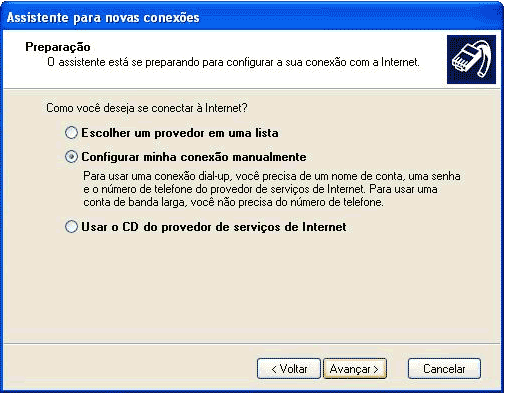 Assistente para novas conexões
Preparação
O assistente está se preparando para configurar a sua conexão com a Internet.
Como você deseja se conectar à Internet?
Escolher um provedor em uma lista
Configurar minha conexão manualmente
Para usar uma conexão dial-up, você precisa de um nome de conta, uma senha
e o número de telefone do provedor de serviços de Internet. Para usar uma
conta de banda larga, você não precisa do número de telefone.
Usar o CD do provedor de serviços de Internet
< Voltar
Avançar >
Cancelar